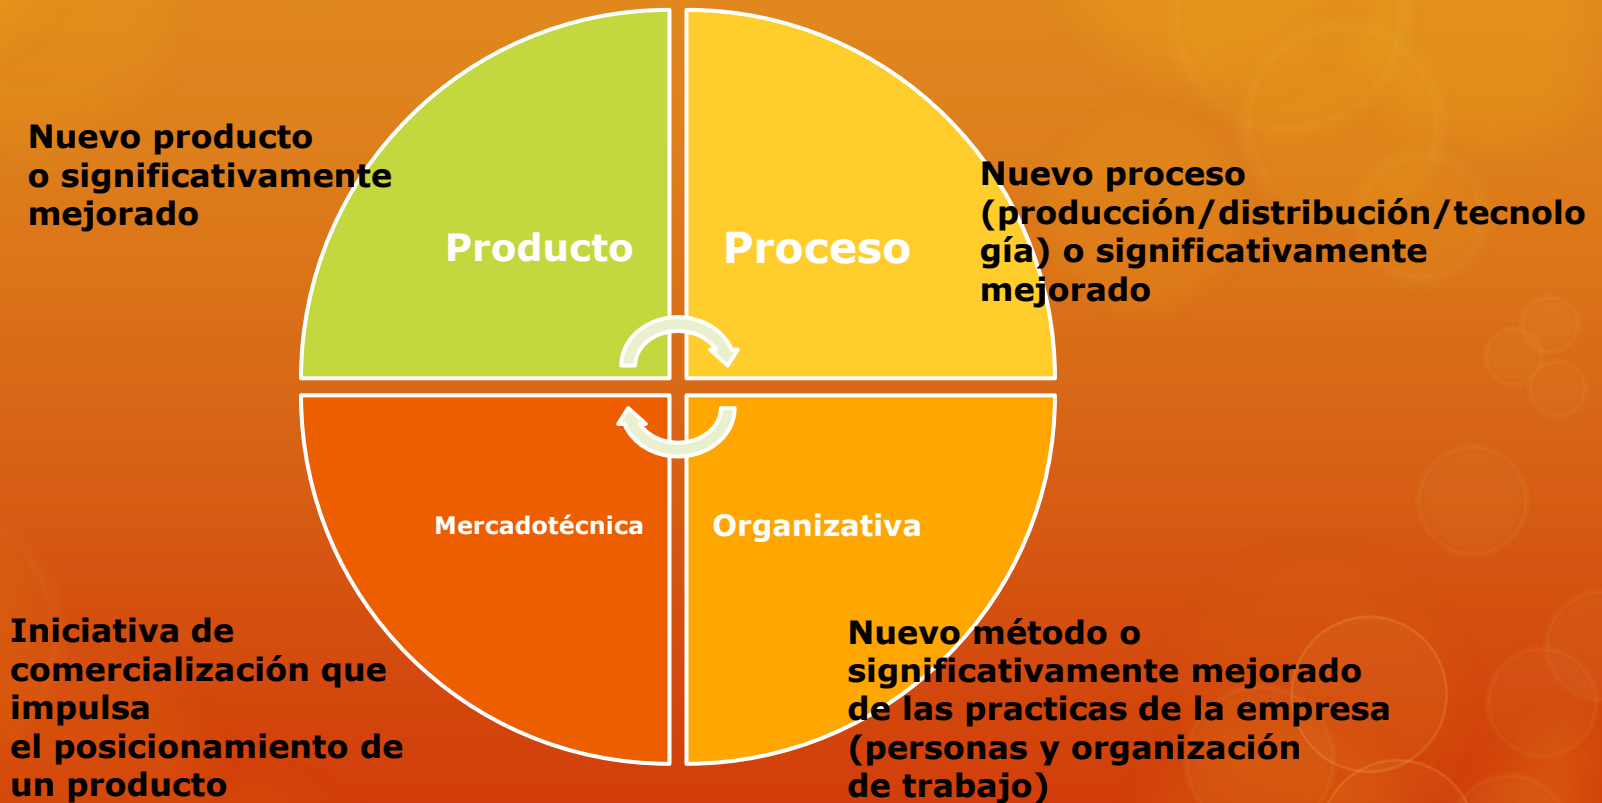 Nuevo producto
o significativamente
mejorado
Producto
Proceso
Nuevo proceso
(producción/distribución/tecnolo
gía) o significativamente
mejorado
Mercadotécnica
Organizativa
Iniciativa de
comercialización que
impulsa
el posicionamiento de
un producto
Nuevo método o
significativamente mejorado
de las practicas de la empresa
(personas y organización
de trabajo)